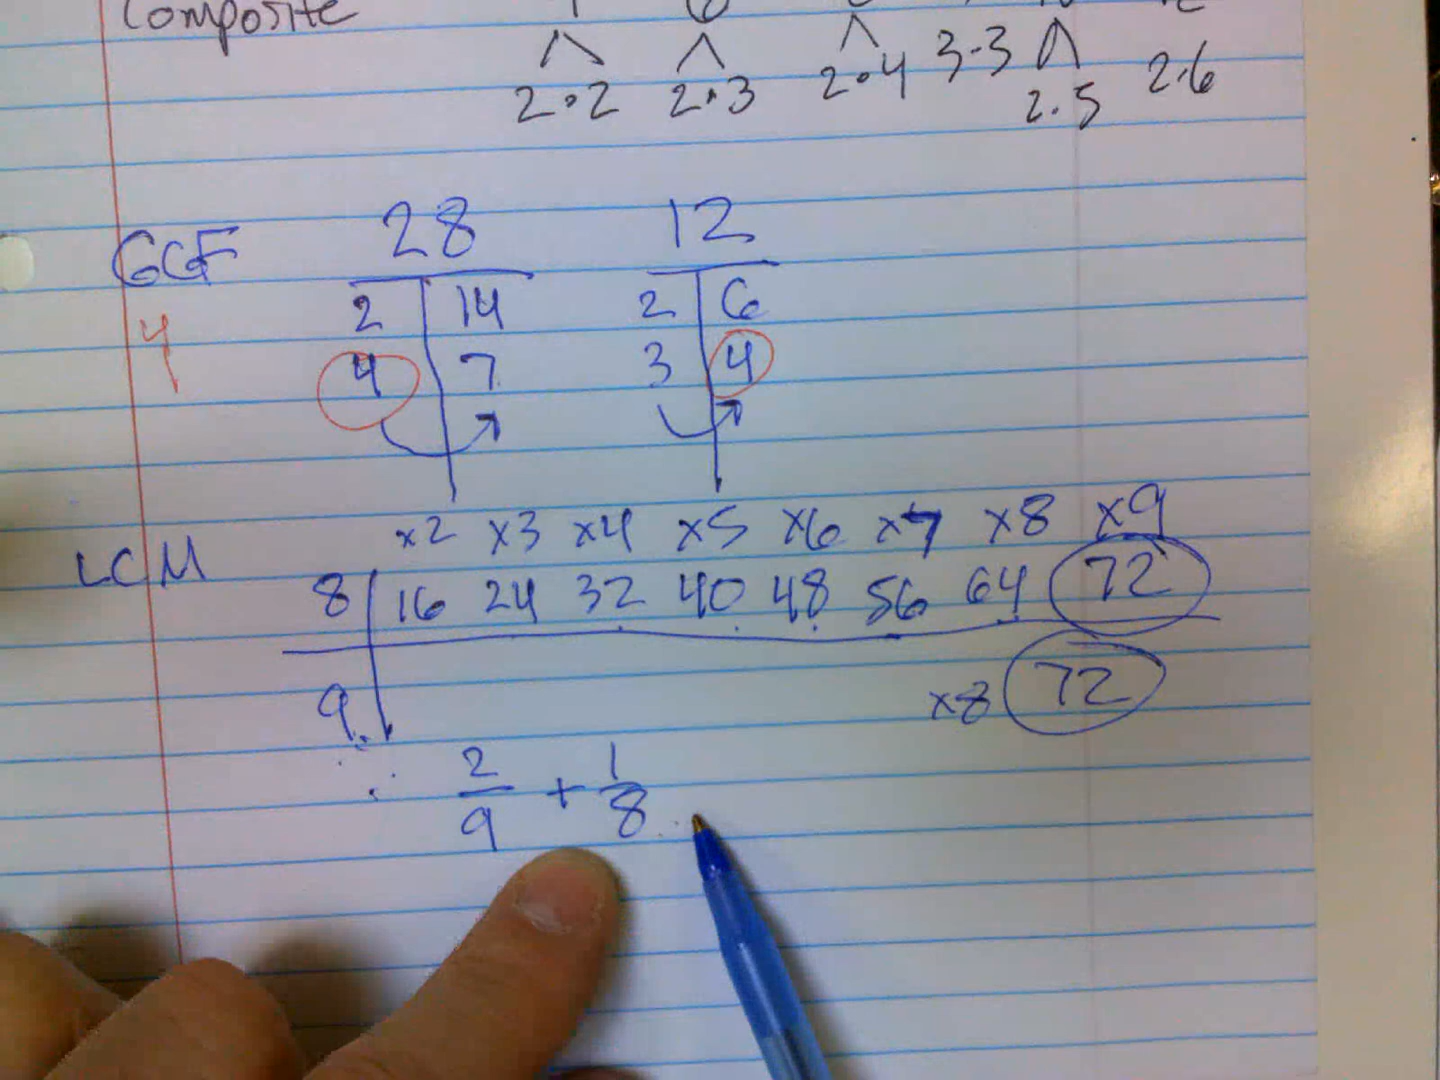 Composite
2•2 2•3 2•4 3•3 2•5 2•6
GCF 28 12
4 2 14 2 6
4 7 3 4
x2 x3 x4 x5 x6 x7 x8 x9
LCM 8 16 24 32 40 48 56 64 72
9 x8 72
2/9 + 1/8